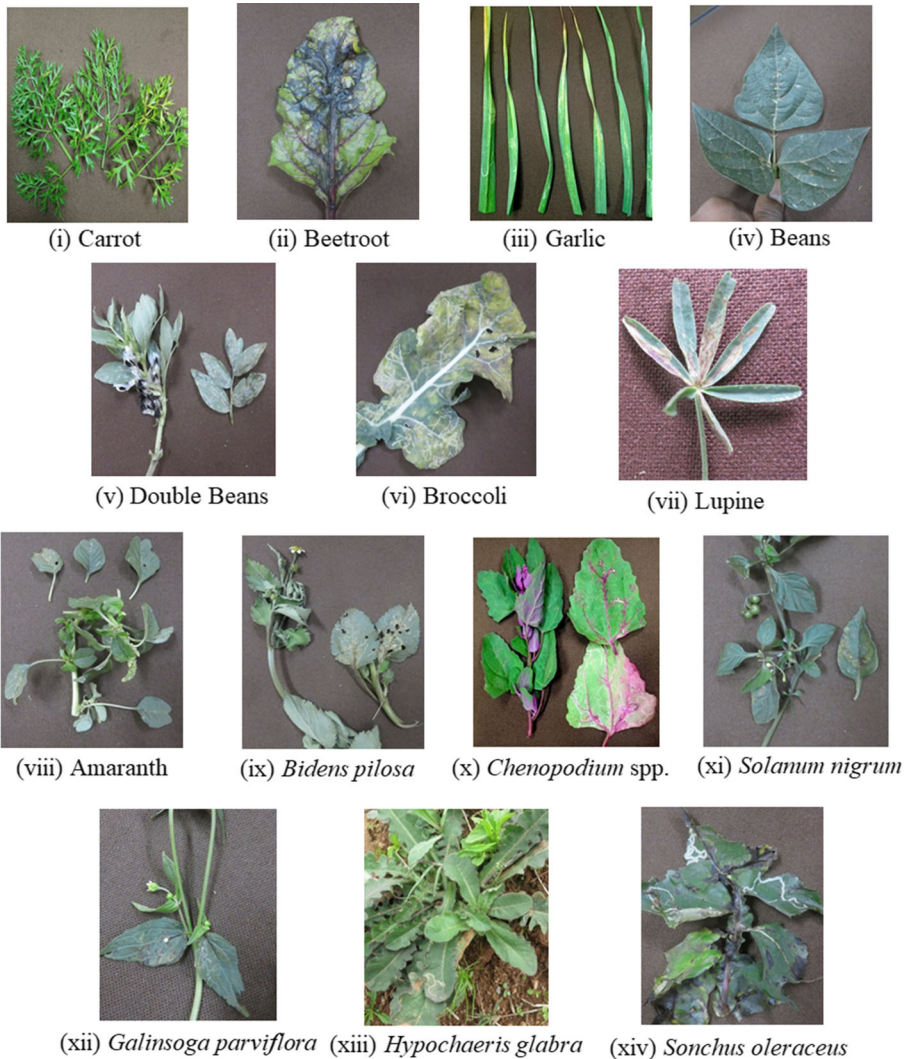 (i) Carrot
(ii) Beetroot
(iii) Garlic
(iv) Beans
(v) Double Beans
(vi) Broccoli
(vii) Lupine
(viii) Amaranth
(ix) Bidens pilosa
(x) Chenopodium spp.
(xi) Solanum nigrum
(xii) Galinsoga parviflora
(xiii) Hypochaeris glabra
(xiv) Sonchus oleraceus